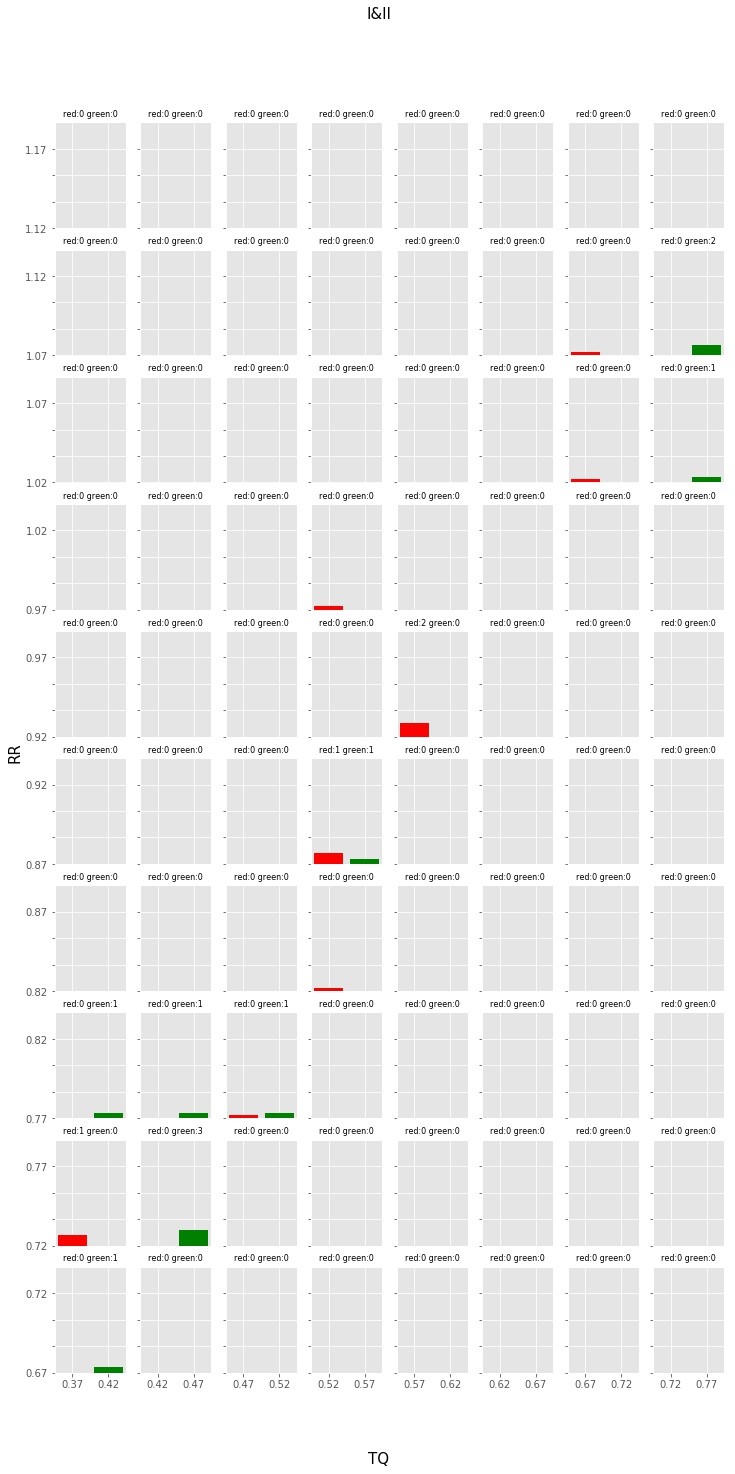 I&II
red:0 green:0 red:0 green:0 red:0 green:0 red:0 green:0 red:0 green:0 red:0 green:0 red:0 green:0 red:0 green:0
1.17
1.12
red:0 green:0 red:0 green:0 red:0 green:0 red:0 green:0 red:0 green:0 red:0 green:0 red:0 green:0 red:0 green:2
1.12
1.07
red:0 green:0 red:0 green:0 red:0 green:0 red:0 green:0 red:0 green:0 red:0 green:0 red:0 green:0 red:0 green:1
1.07
1.02
red:0 green:0 red:0 green:0 red:0 green:0 red:0 green:0 red:0 green:0 red:0 green:0 red:0 green:0 red:0 green:0
1.02
0.97
red:0 green:0 red:0 green:0 red:0 green:0 red:0 green:0 red:2 green:0 red:0 green:0 red:0 green:0 red:0 green:0
0.97
0.92
RR
red:0 green:0 red:0 green:0 red:0 green:0 red:1 green:1 red:0 green:0 red:0 green:0 red:0 green:0 red:0 green:0
0.92
0.87
red:0 green:0 red:0 green:0 red:0 green:0 red:0 green:0 red:0 green:0 red:0 green:0 red:0 green:0 red:0 green:0
0.87
0.82
red:0 green:1 red:0 green:1 red:0 green:1 red:0 green:0 red:0 green:0 red:0 green:0 red:0 green:0 red:0 green:0
0.82
0.77
red:1 green:0 red:0 green:3 red:0 green:0 red:0 green:0 red:0 green:0 red:0 green:0 red:0 green:0 red:0 green:0
0.77
0.72
red:0 green:1 red:0 green:0 red:0 green:0 red:0 green:0 red:0 green:0 red:0 green:0 red:0 green:0 red:0 green:0
0.72
0.67
0.37 0.42 0.42 0.47 0.47 0.52 0.52 0.57 0.57 0.62 0.62 0.67 0.67 0.72 0.72 0.77
TQ